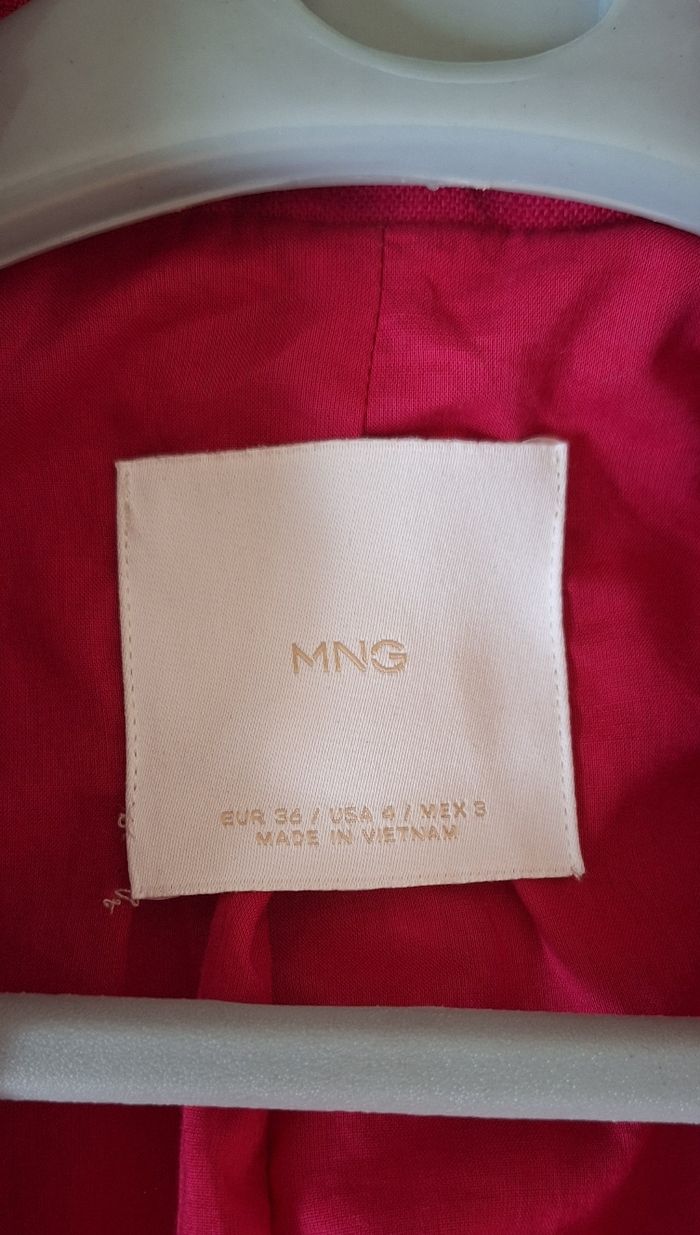 MNG
EUR 36 / USA 4 / MEX 3
MADE IN VIETNAM